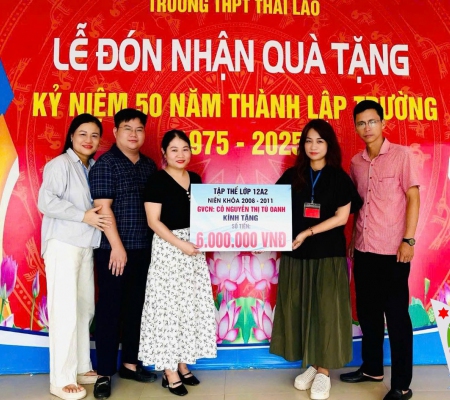 TRƯỜNG THPT THÁI LÃO
LỄ ĐÓN NHẬN QUÀ TẶNG
KỶ NIỆM 50 NĂM THÀNH LẬP TRƯỜNG
975 - 2025
TẬP THỂ LỚP 12A2
NIÊN KHÓA 2008 - 2011
GVCN: CÔ NGUYỄN THỊ TÚ OANH
KÍNH TẶNG
SỐ TIỀN
6.000.000 VNĐ